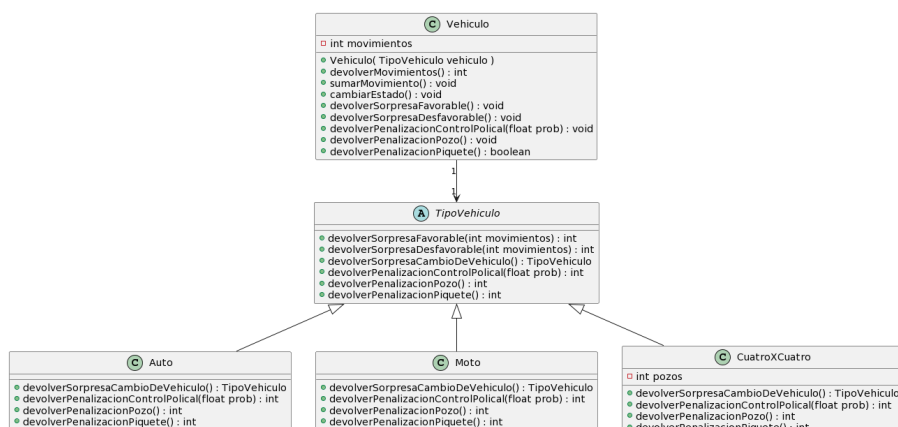 C Vehiculo
int movimientos
Vehiculo( TipoVehiculo vehiculo )
devolverMovimientos() : int
sumarMovimiento() : void
cambiarEstado() : void
devolverSorpresaFavorable() : void
devolverSorpresaDesfavorable() : void
devolverPenalizacionControlPolical(float prob) : void
devolverPenalizacionPozo() : void
devolverPenalizacionPiquete() : boolean
1
1
A TipoVehiculo
devolverSorpresaFavorable(int movimientos) : int
devolverSorpresaDesfavorable(int movimientos) : int
devolverSorpresaCambioDeVehiculo() : TipoVehiculo
devolverPenalizacionControlPolical(float prob) : int
devolverPenalizacionPozo() : int
devolverPenalizacionPiquete() : int
C Auto
devolverSorpresaCambioDeVehiculo() : TipoVehiculo
devolverPenalizacionControlPolical(float prob) : int
devolverPenalizacionPozo() : int
devolverPenalizacionPiquete() : int
C Moto
devolverSorpresaCambioDeVehiculo() : TipoVehiculo
devolverPenalizacionControlPolical(float prob) : int
devolverPenalizacionPozo() : int
devolverPenalizacionPiquete() : int
C CuatroXCuatro
int pozos
devolverSorpresaCambioDeVehiculo() : TipoVehiculo
devolverPenalizacionControlPolical(float prob) : int
devolverPenalizacionPozo() : int
devolverPenalizacionPiquete() : int